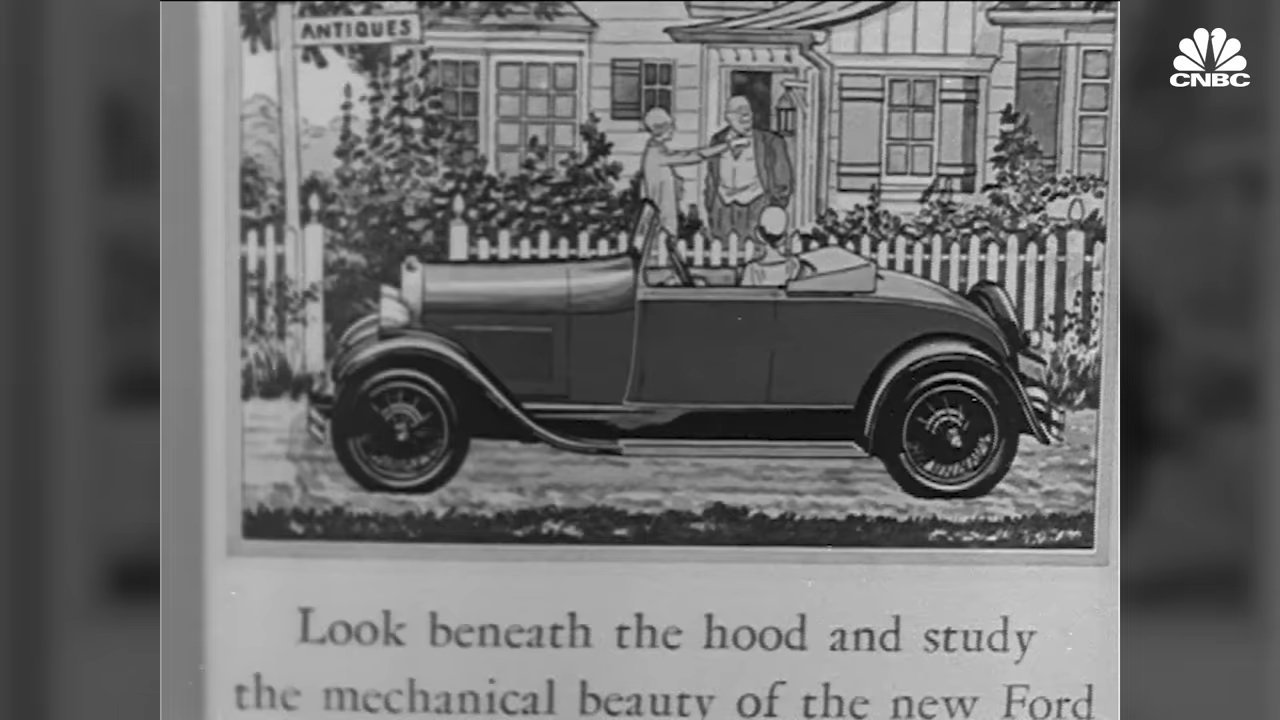 ANTIQUES
CNBC
Look beneath the hood and study
the mechanical beauty of the new Ford